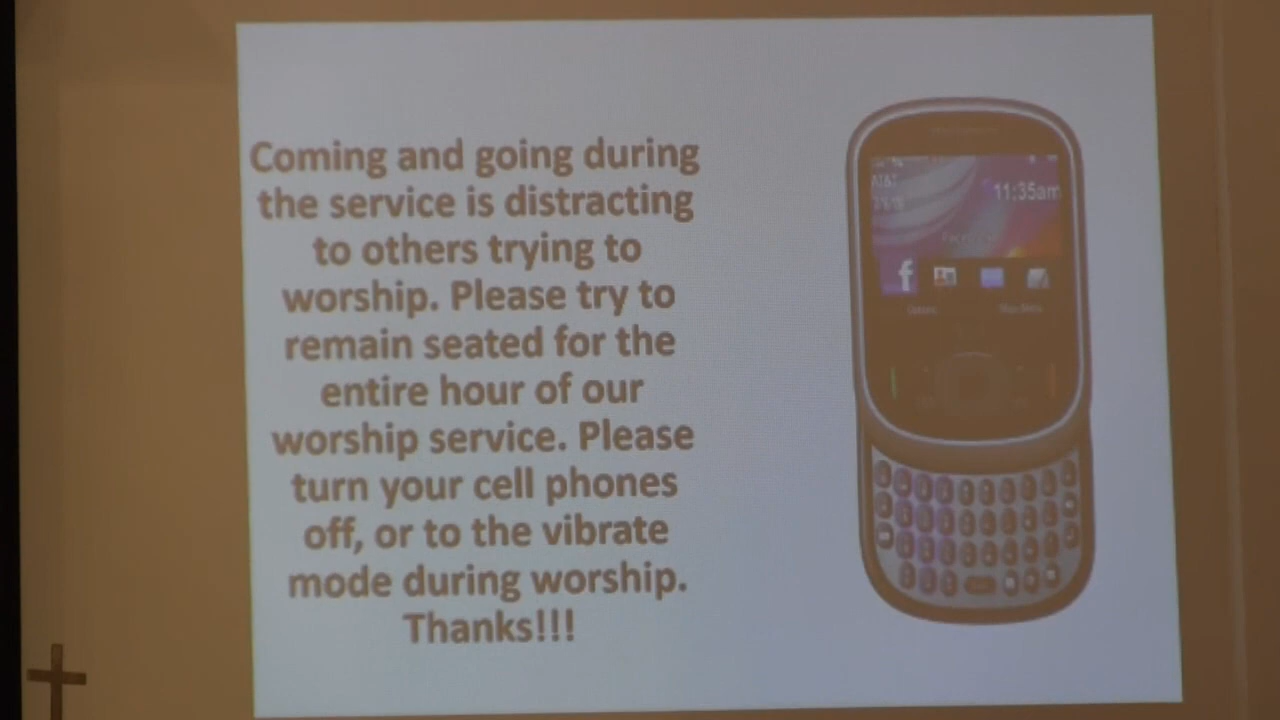 Coming and going during
the service is distracting
to others trying to
worship. Please try to
remain seated for the
entire hour of our
worship service. Please
turn your cell phones
off, or to the vibrate
mode during worship.
Thanks!!!
AT&T
11:35am
f